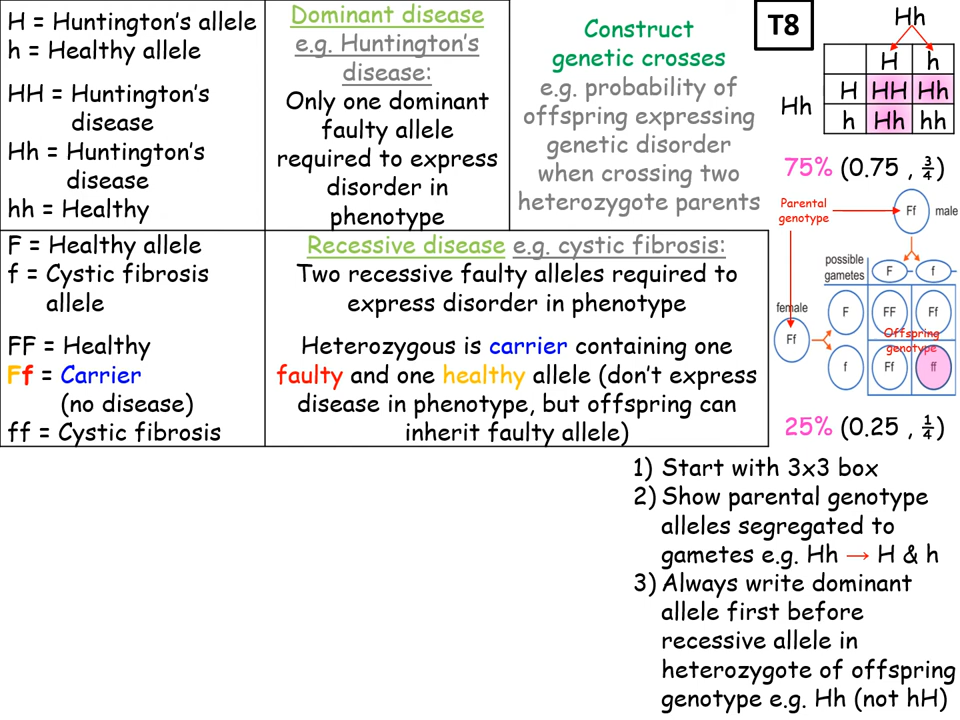 H = Huntington's allele
h = Healthy allele
HH = Huntington's
disease
Hh = Huntington's
disease
hh = Healthy
Dominant disease
e.g. Huntington's
disease:
Only one dominant
faulty allele
required to express
disorder in
phenotype
Construct
genetic crosses
e.g. probability of
offspring expressing
genetic disorder
when crossing two
heterozygote parents
T8
Hh
H h
Hh
H HH Hh
h Hh hh
75% (0.75 , ¾)
F = Healthy allele
f = Cystic fibrosis
allele
FF = Healthy
Ff = Carrier
(no disease)
ff = Cystic fibrosis
Recessive disease e.g. cystic fibrosis:
Two recessive faulty alleles required to
express disorder in phenotype
Heterozygous is carrier containing one
faulty and one healthy allele (don't express
disease in phenotype, but offspring can
inherit faulty allele)
Parental
genotype
Ff male
possible
gametes
F f
female
Ff
F FF Ff
Offspring
genotype
f Ff ff
25% (0.25 , ¼)
1) Start with 3x3 box
2) Show parental genotype
alleles segregated to
gametes e.g. Hh → H & h
3) Always write dominant
allele first before
recessive allele in
heterozygote of offspring
genotype e.g. Hh (not hH)